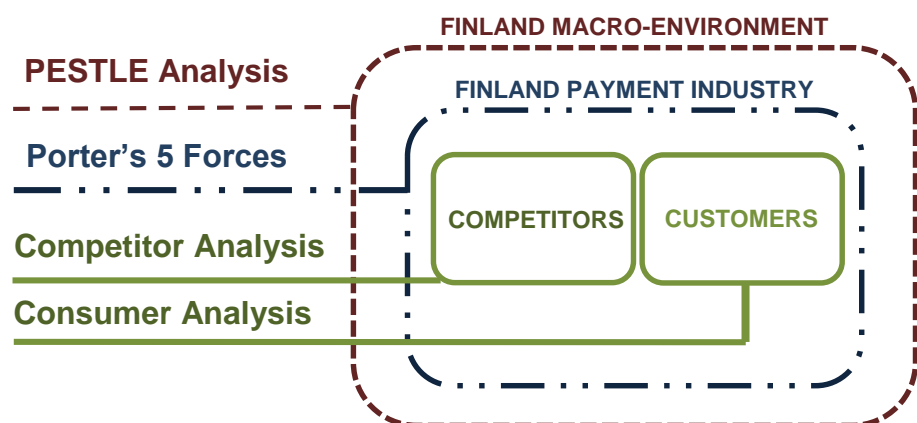 FINLAND MACRO-ENVIRONMENT
PESTLE Analysis
FINLAND PAYMENT INDUSTRY
Porter’s 5 Forces
COMPETITORS
CUSTOMERS
Competitor Analysis
Consumer Analysis